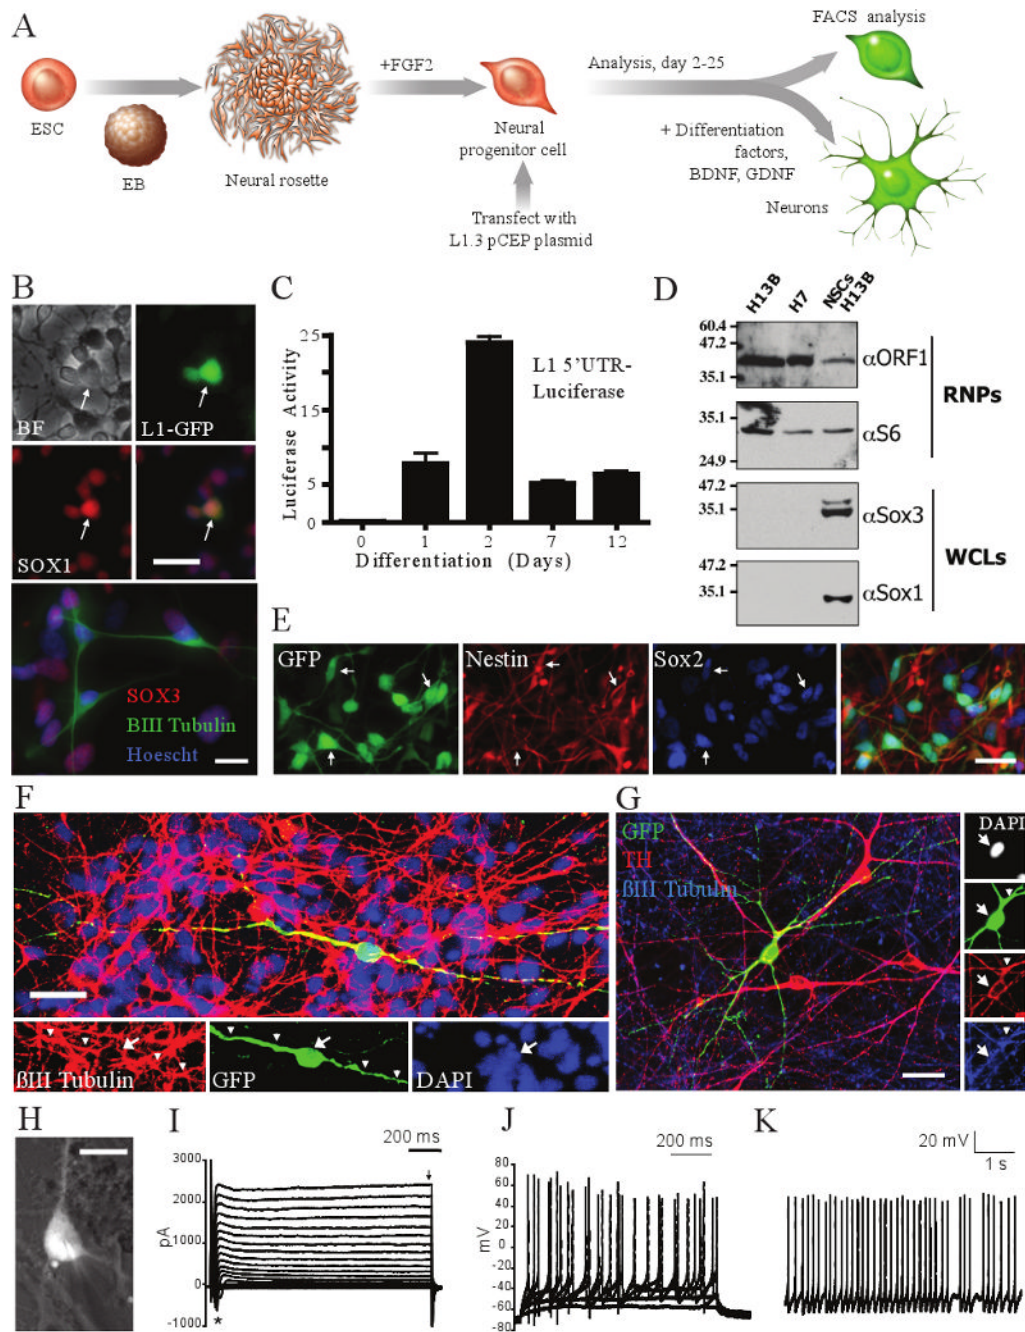 A
FACS analysis
+FGF2
Analysis, day 2-25
ESC
EB
Neural rosette
Neural
progenitor cell
+ Differentiation
factors,
BDNF, GDNF
Neurons
Transfect with
L1.3 pCEP plasmid
B
BF
L1-GFP
SOX1
SOX3
BIII Tubulin
Hoescht
C
Luciferase Activity
25
15
5
0
L1 5'UTR-
Luciferase
0 1 2 7 12
Differentiation (Days)
D
H13B
H7
NSCs
H13B
60.4
47.2
35.1
αORF1
35.1
24.9
αS6
RNPs
47.2
35.1
αSox3
47.2
35.1
αSox1
WCLs
E
GFP
Nestin
Sox2
F
ßIII Tubulin
GFP
DAPI
G
GFP
TH
ßIII Tubulin
DAPI
H
I
200 ms
3000
2000
1000
0
-1000
pA
*
J
200 ms
80
60
40
20
0
-20
-40
-60
-80
mV
K
20 mV
1 s